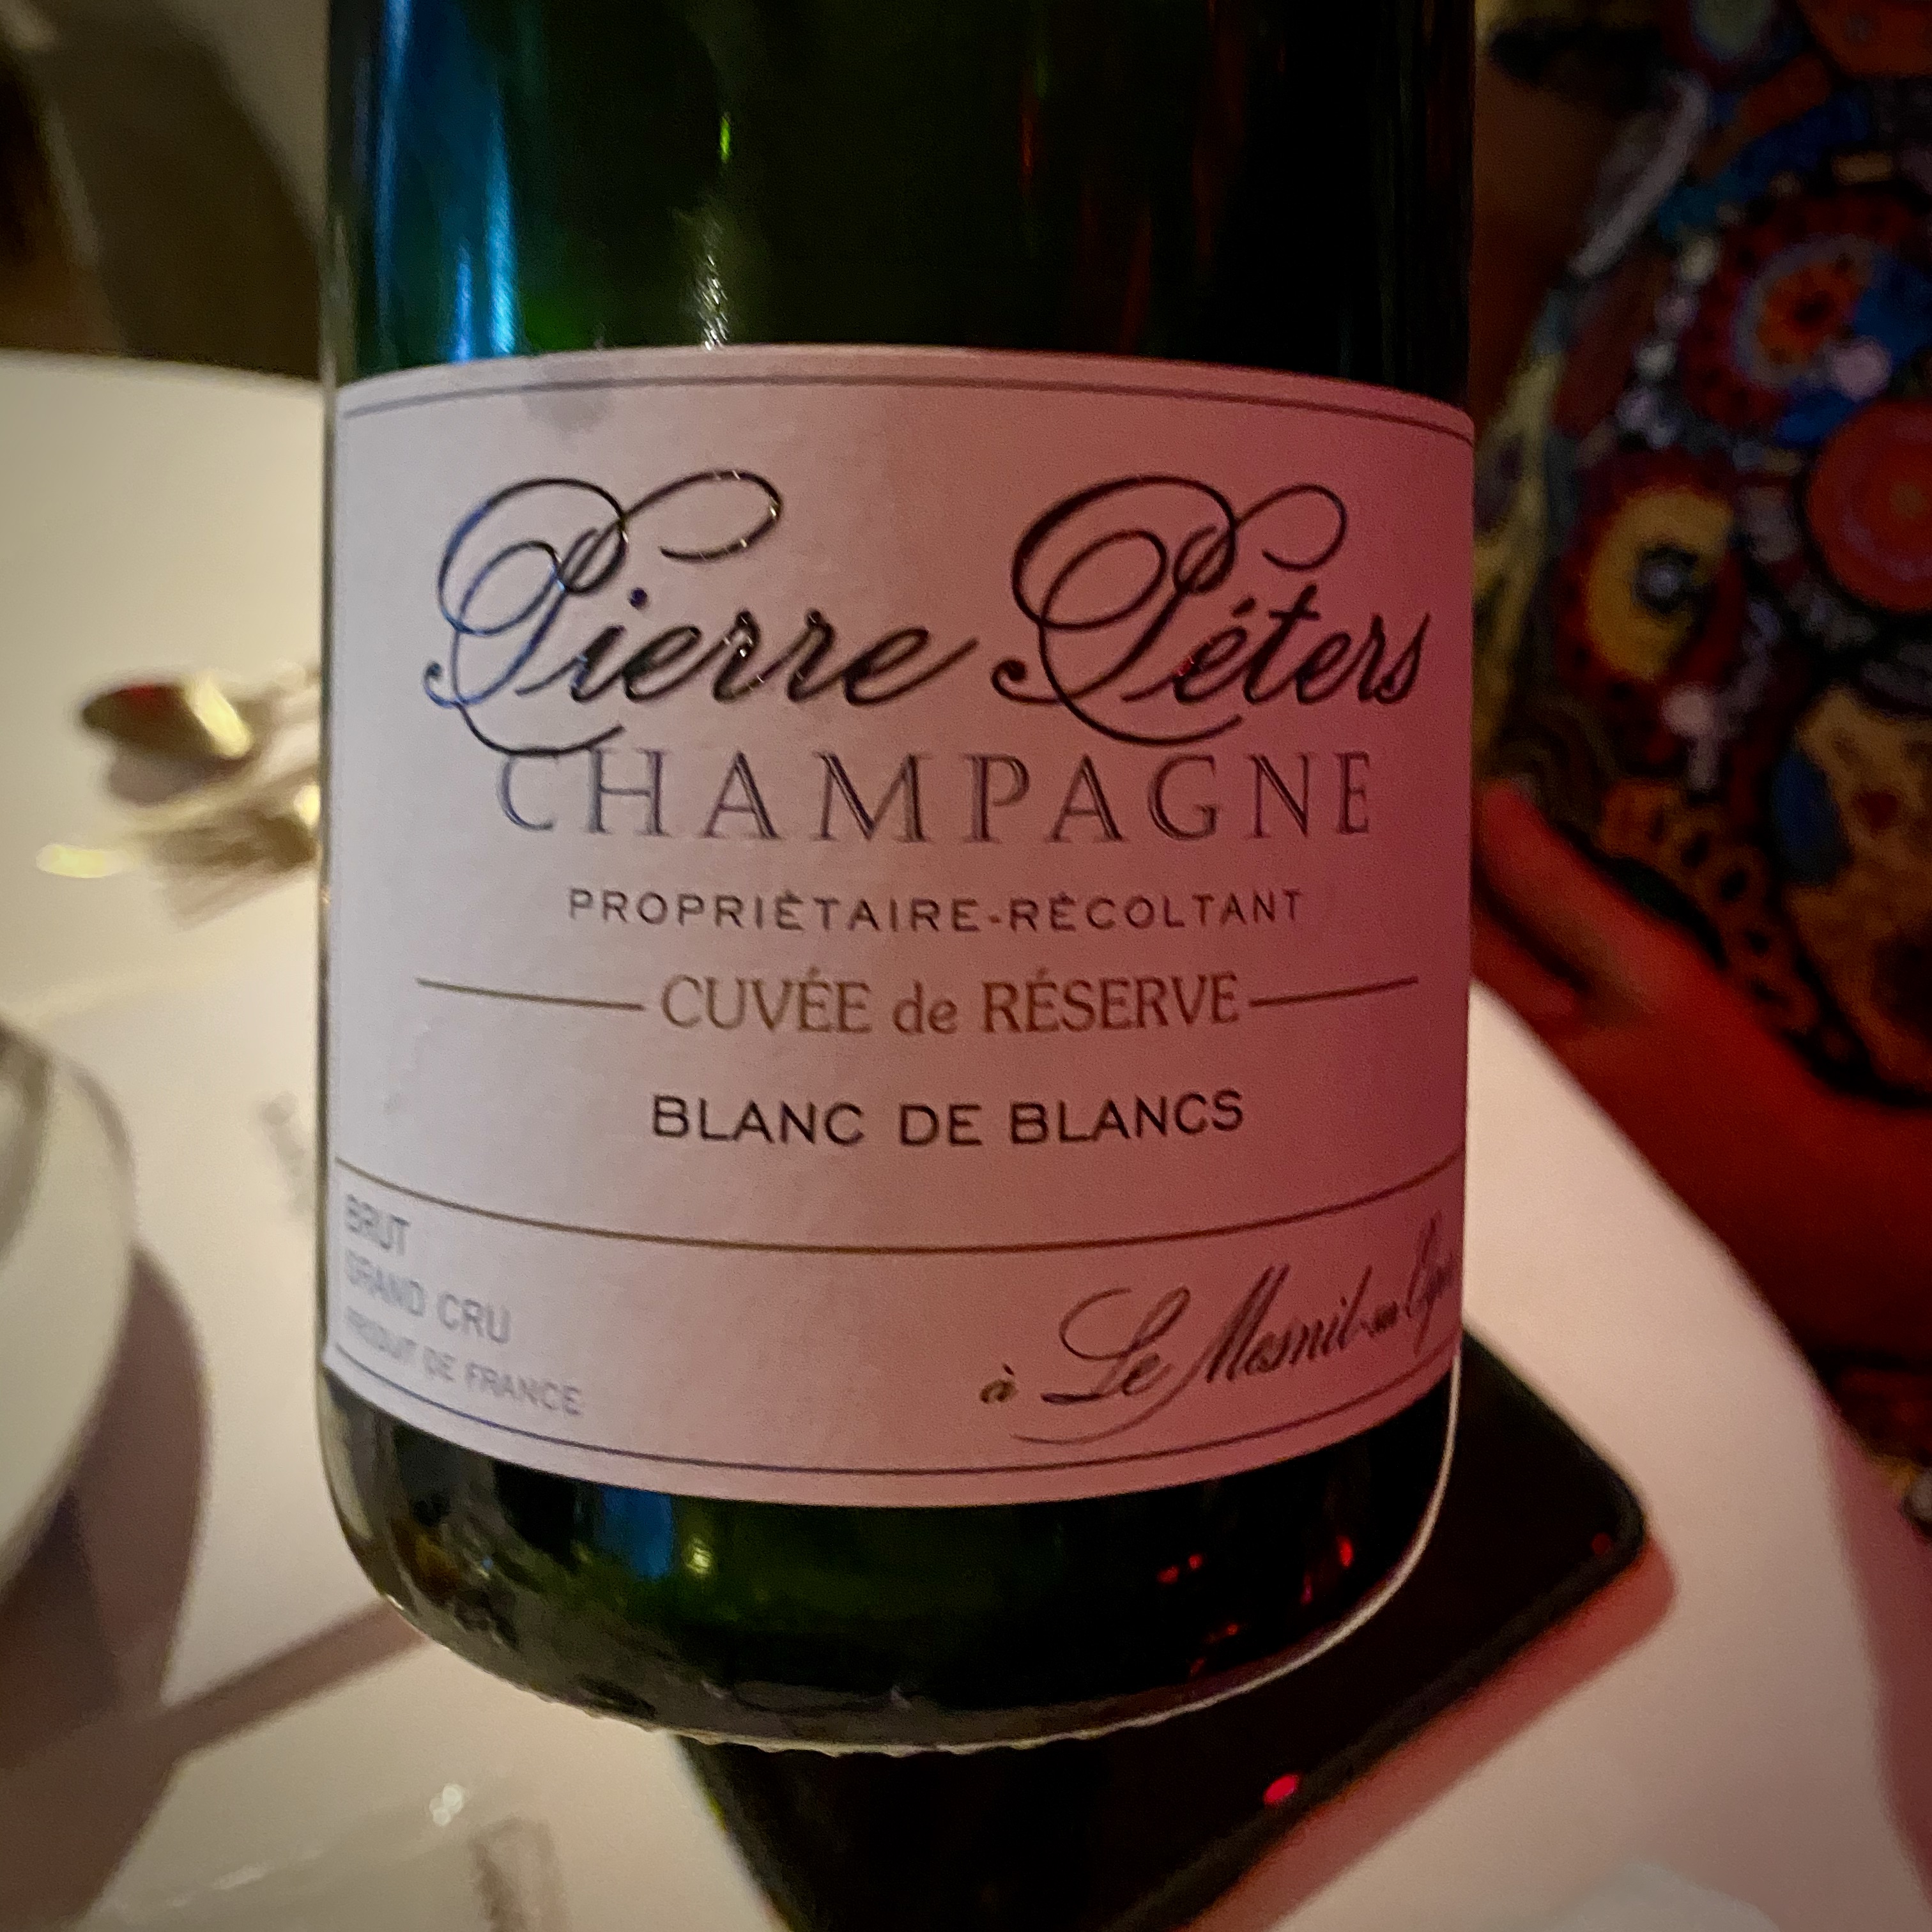 Pierre Péters
CHAMPAGNE
PROPRIÉTAIRE-RÉCOLTANT
CUVÉE de RÉSERVE
BLANC DE BLANCS
BRUT
GRAND CRU
PRODUIT DE FRANCE
à Le Mesnil-sur